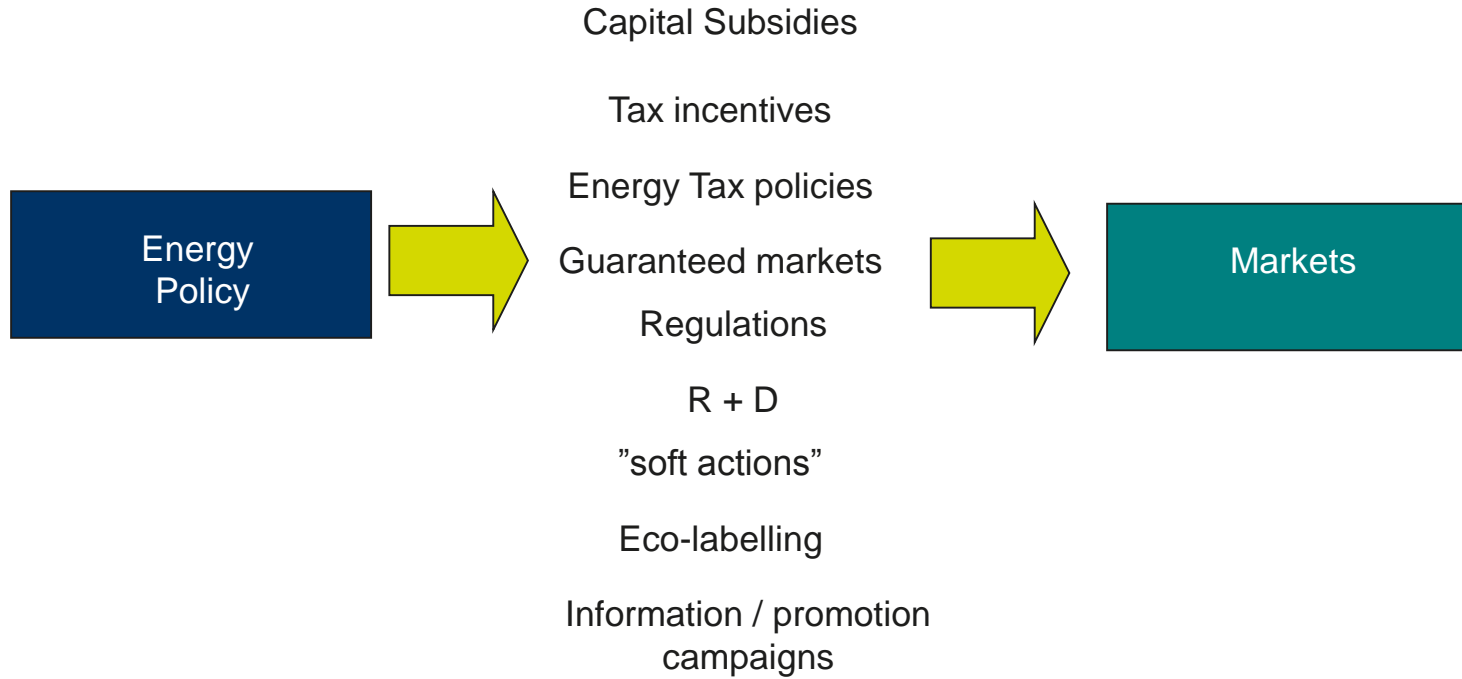 Capital Subsidies
Tax incentives
Energy Tax policies
Energy
Policy
Guaranteed markets
Markets
Regulations
R + D
”soft actions”
Eco-labelling
Information / promotion
campaigns